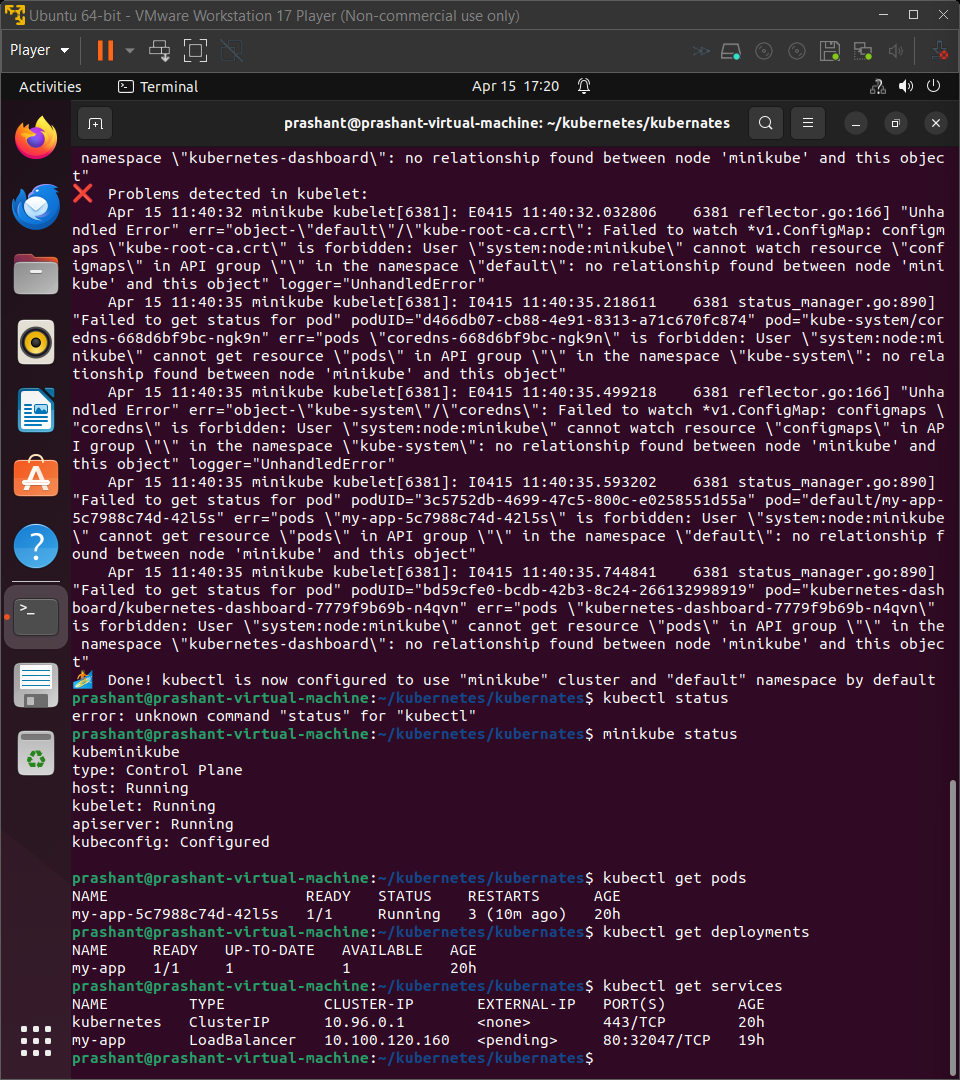 Ubuntu 64-bit - VMware Workstation 17 Player (Non-commercial use only)
Player
Activities
Terminal
Apr 15 17:20
prashant@prashant-virtual-machine: ~/kubernetes/kubernates
 namespace \"kubernetes-dashboard\": no relationship found between node 'minikube' and this objec
t"
❌  Problems detected in kubelet:
    Apr 15 11:40:32 minikube kubelet[6381]: E0415 11:40:32.032806    6381 reflector.go:166] "Unha
ndled Error" err="object-\"default\"/\"kube-root-ca.crt\": Failed to watch *v1.ConfigMap: configm
aps \"kube-root-ca.crt\" is forbidden: User \"system:node:minikube\" cannot watch resource \"conf
igmaps\" in API group \"\" in the namespace \"default\": no relationship found between node 'mini
kube' and this object" logger="UnhandledError"
    Apr 15 11:40:35 minikube kubelet[6381]: I0415 11:40:35.218611    6381 status_manager.go:890]
"Failed to get status for pod" podUID="d466db07-cb88-4e91-8313-a71c670fc874" pod="kube-system/cor
edns-668d6bf9bc-ngk9n" err="pods \"coredns-668d6bf9bc-ngk9n\" is forbidden: User \"system:node:mi
nikube\" cannot get resource \"pods\" in API group \"\" in the namespace \"kube-system\": no rela
tionship found between node 'minikube' and this object"
    Apr 15 11:40:35 minikube kubelet[6381]: E0415 11:40:35.499218    6381 reflector.go:166] "Unha
ndled Error" err="object-\"kube-system\"/\"coredns\": Failed to watch *v1.ConfigMap: configmaps \
"coredns\" is forbidden: User \"system:node:minikube\" cannot watch resource \"configmaps\" in AP
I group \"\" in the namespace \"kube-system\": no relationship found between node 'minikube' and
this object" logger="UnhandledError"
    Apr 15 11:40:35 minikube kubelet[6381]: I0415 11:40:35.593202    6381 status_manager.go:890]
"Failed to get status for pod" podUID="3c5752db-4699-47c5-800c-e0258551d55a" pod="default/my-app-
5c7988c74d-42l5s" err="pods \"my-app-5c7988c74d-42l5s\" is forbidden: User \"system:node:minikube
\" cannot get resource \"pods\" in API group \"\" in the namespace \"default\": no relationship f
ound between node 'minikube' and this object"
    Apr 15 11:40:35 minikube kubelet[6381]: I0415 11:40:35.744841    6381 status_manager.go:890]
"Failed to get status for pod" podUID="bd59cfe0-bcdb-42b3-8c24-266132998919" pod="kubernetes-dash
board/kubernetes-dashboard-7779f9b69b-n4qvn" err="pods \"kubernetes-dashboard-7779f9b69b-n4qvn\"
is forbidden: User \"system:node:minikube\" cannot get resource \"pods\" in API group \"\" in the
 namespace \"kubernetes-dashboard\": no relationship found between node 'minikube' and this objec
t"
🏄  Done! kubectl is now configured to use "minikube" cluster and "default" namespace by default
prashant@prashant-virtual-machine:~/kubernetes/kubernates$ kubectl status
error: unknown command "status" for "kubectl"
prashant@prashant-virtual-machine:~/kubernetes/kubernates$ minikube status
kubeminikube
type: Control Plane
host: Running
kubelet: Running
apiserver: Running
kubeconfig: Configured
prashant@prashant-virtual-machine:~/kubernetes/kubernates$ kubectl get pods
NAME                      READY   STATUS    RESTARTS      AGE
my-app-5c7988c74d-42l5s   1/1     Running   3 (10m ago)   20h
prashant@prashant-virtual-machine:~/kubernetes/kubernates$ kubectl get deployments
NAME     READY   UP-TO-DATE   AVAILABLE   AGE
my-app   1/1     1            1           20h
prashant@prashant-virtual-machine:~/kubernetes/kubernates$ kubectl get services
NAME         TYPE           CLUSTER-IP       EXTERNAL-IP   PORT(S)        AGE
kubernetes   ClusterIP      10.96.0.1        <none>        443/TCP        20h
my-app       LoadBalancer   10.100.120.160   <pending>     80:32047/TCP   19h
prashant@prashant-virtual-machine:~/kubernetes/kubernates$